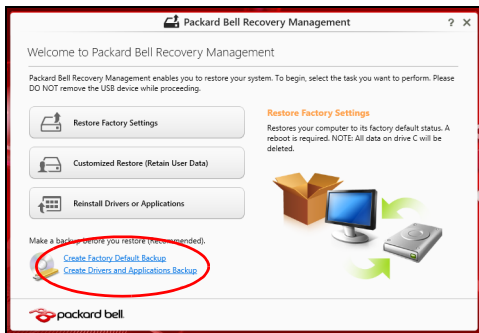 Packard Bell Recovery Management
? X
Welcome to Packard Bell Recovery Management
Packard Bell Recovery Management enables you to restore your system. To begin, select the task you want to perform. Please
DO NOT remove the USB device while proceeding.
Restore Factory Settings
Customized Restore (Retain User Data)
Reinstall Drivers or Applications
Restore Factory Settings
Restores your computer to its factory default status. A
reboot is required. NOTE: All data on drive C will be
deleted.
Make a backup before you restore (Recommended).
Create Factory Default Backup
Create Drivers and Applications Backup
packard bell.